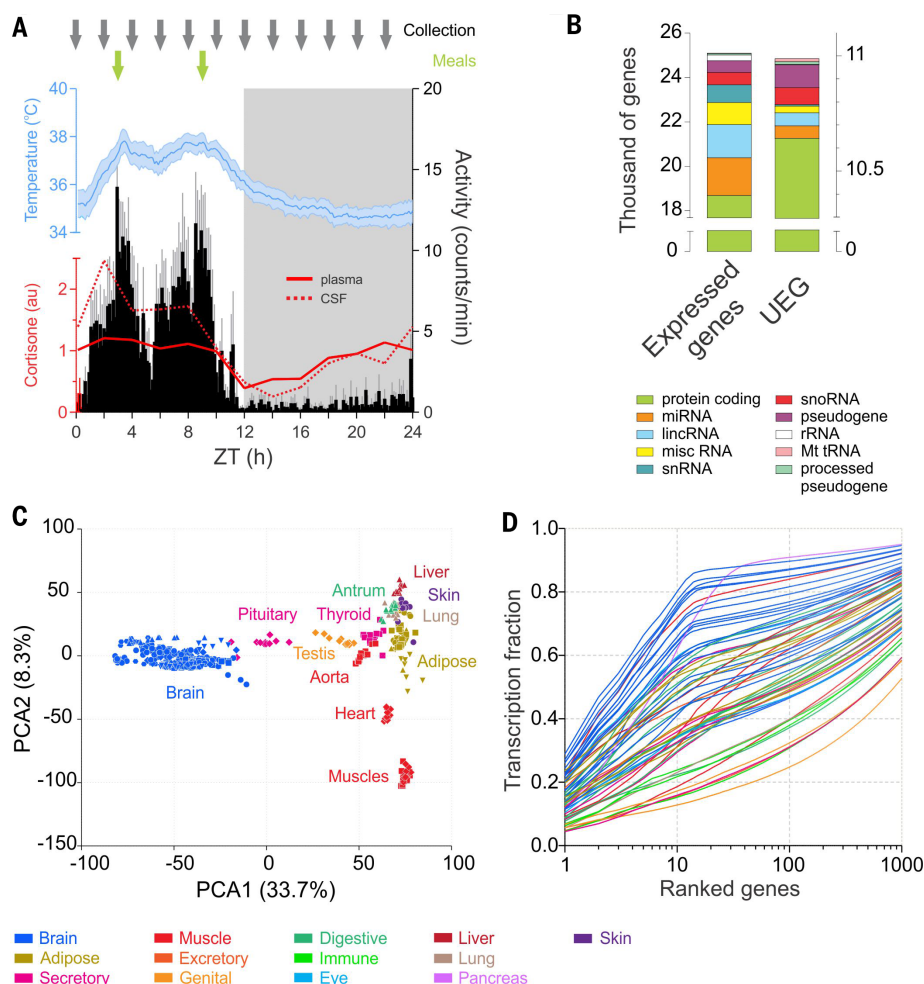 A
Collection
Meals
40
38
36
34
Temperature (°C)
2
1
0
Cortisone (au)
20
15
10
5
0
Activity (counts/min)
plasma
CSF
0 4 8 12 16 20 24
ZT (h)
B
26
24
22
20
18
0
Thousand of genes
11
10.5
0
Expressed genes
UEG
protein coding
miRNA
lincRNA
misc RNA
snRNA
snoRNA
pseudogene
rRNA
Mt tRNA
processed
pseudogene
C
100
50
0
-50
-100
-150
PCA2 (8.3%)
Liver
Antrum
Skin
Pituitary
Thyroid
Lung
Testis
Adipose
Aorta
Brain
Heart
Muscles
-100 -50 0 50 100
PCA1 (33.7%)
D
1.0
0.8
0.6
0.4
0.2
0.0
Transcription fraction
1 10 100 1000
Ranked genes
Brain
Muscle
Digestive
Liver
Skin
Adipose
Excretory
Immune
Lung
Secretory
Genital
Eye
Pancreas